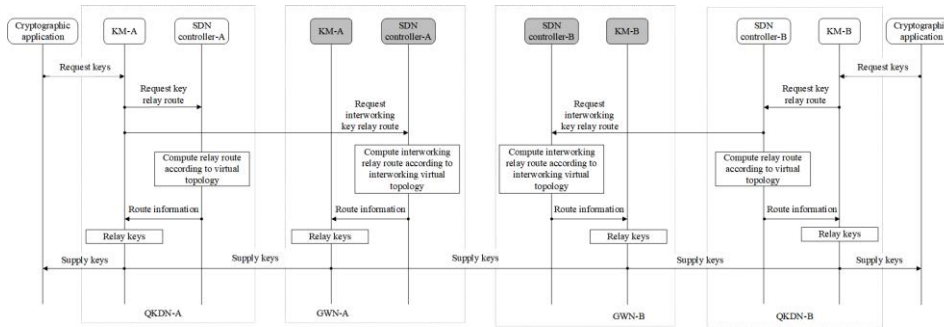 Cryptographic
application
KM-A
SDN
controller-A
KM-A
SDN
controller-A
SDN
controller-B
KM-B
SDN
controller-B
KM-B
Cryptographic
application
Request keys
Request keys
Request key
relay route
Request key
relay route
Request
interworking
key relay route
Request
interworking
key relay route
Compute relay route
according to virtual
topology
Compute interworking
relay route according to
interworking virtual
topology
Compute interworking
relay route according to
interworking virtual
topology
Compute relay route
according to virtual
topology
Route information
Route information
Route information
Route information
Relay keys
Relay keys
Relay keys
Relay keys
Supply keys
Supply keys
Supply keys
Supply keys
Supply keys
Supply keys
QKDN-A
GWN-A
GWN-B
QKDN-B